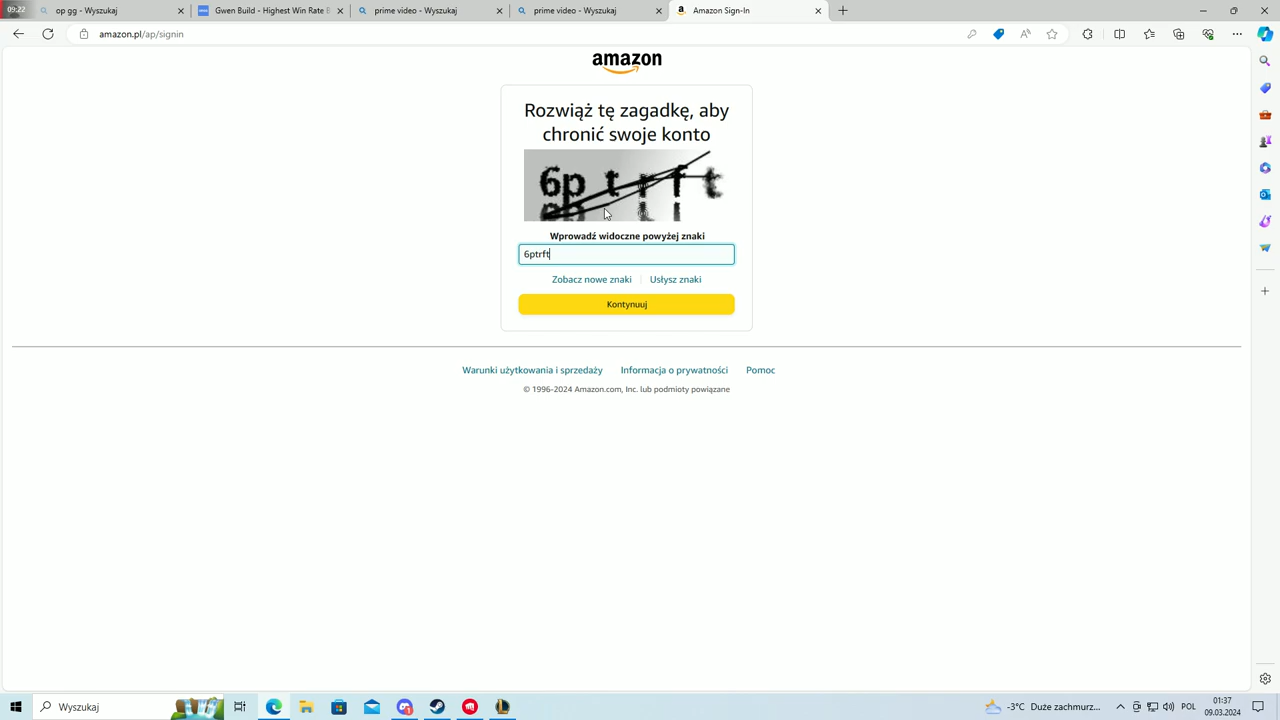 09:22
op gg - Wyszukaj
Gwen Build - Highest Win Rate B
prime video - Wyszukaj
prime video - Wyszukaj
Amazon Sign-In
amazon.pl/ap/signin
amazon
Rozwiąż tę zagadkę, aby
chronić swoje konto
6p t r f t
Wprowadź widoczne powyżej znaki
6ptrft
Zobacz nowe znaki
Usłysz znaki
Kontynuuj
Warunki użytkowania i sprzedaży
Informacja o prywatności
Pomoc
© 1996-2024 Amazon.com, Inc. lub podmioty powiązane
Wyszukaj
-3°C Duże zachmurz...
POL
01:37
09.03.2024